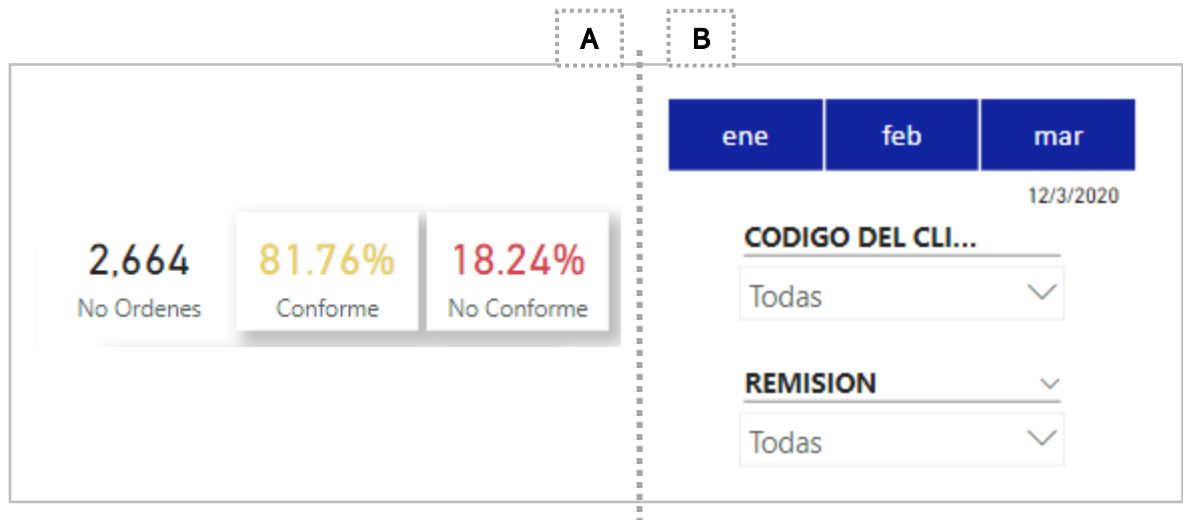 A
B
2,664
No Ordenes
81.76%
Conforme
18.24%
No Conforme
ene feb mar
12/3/2020
CODIGO DEL CLI...
Todas
REMISION
Todas